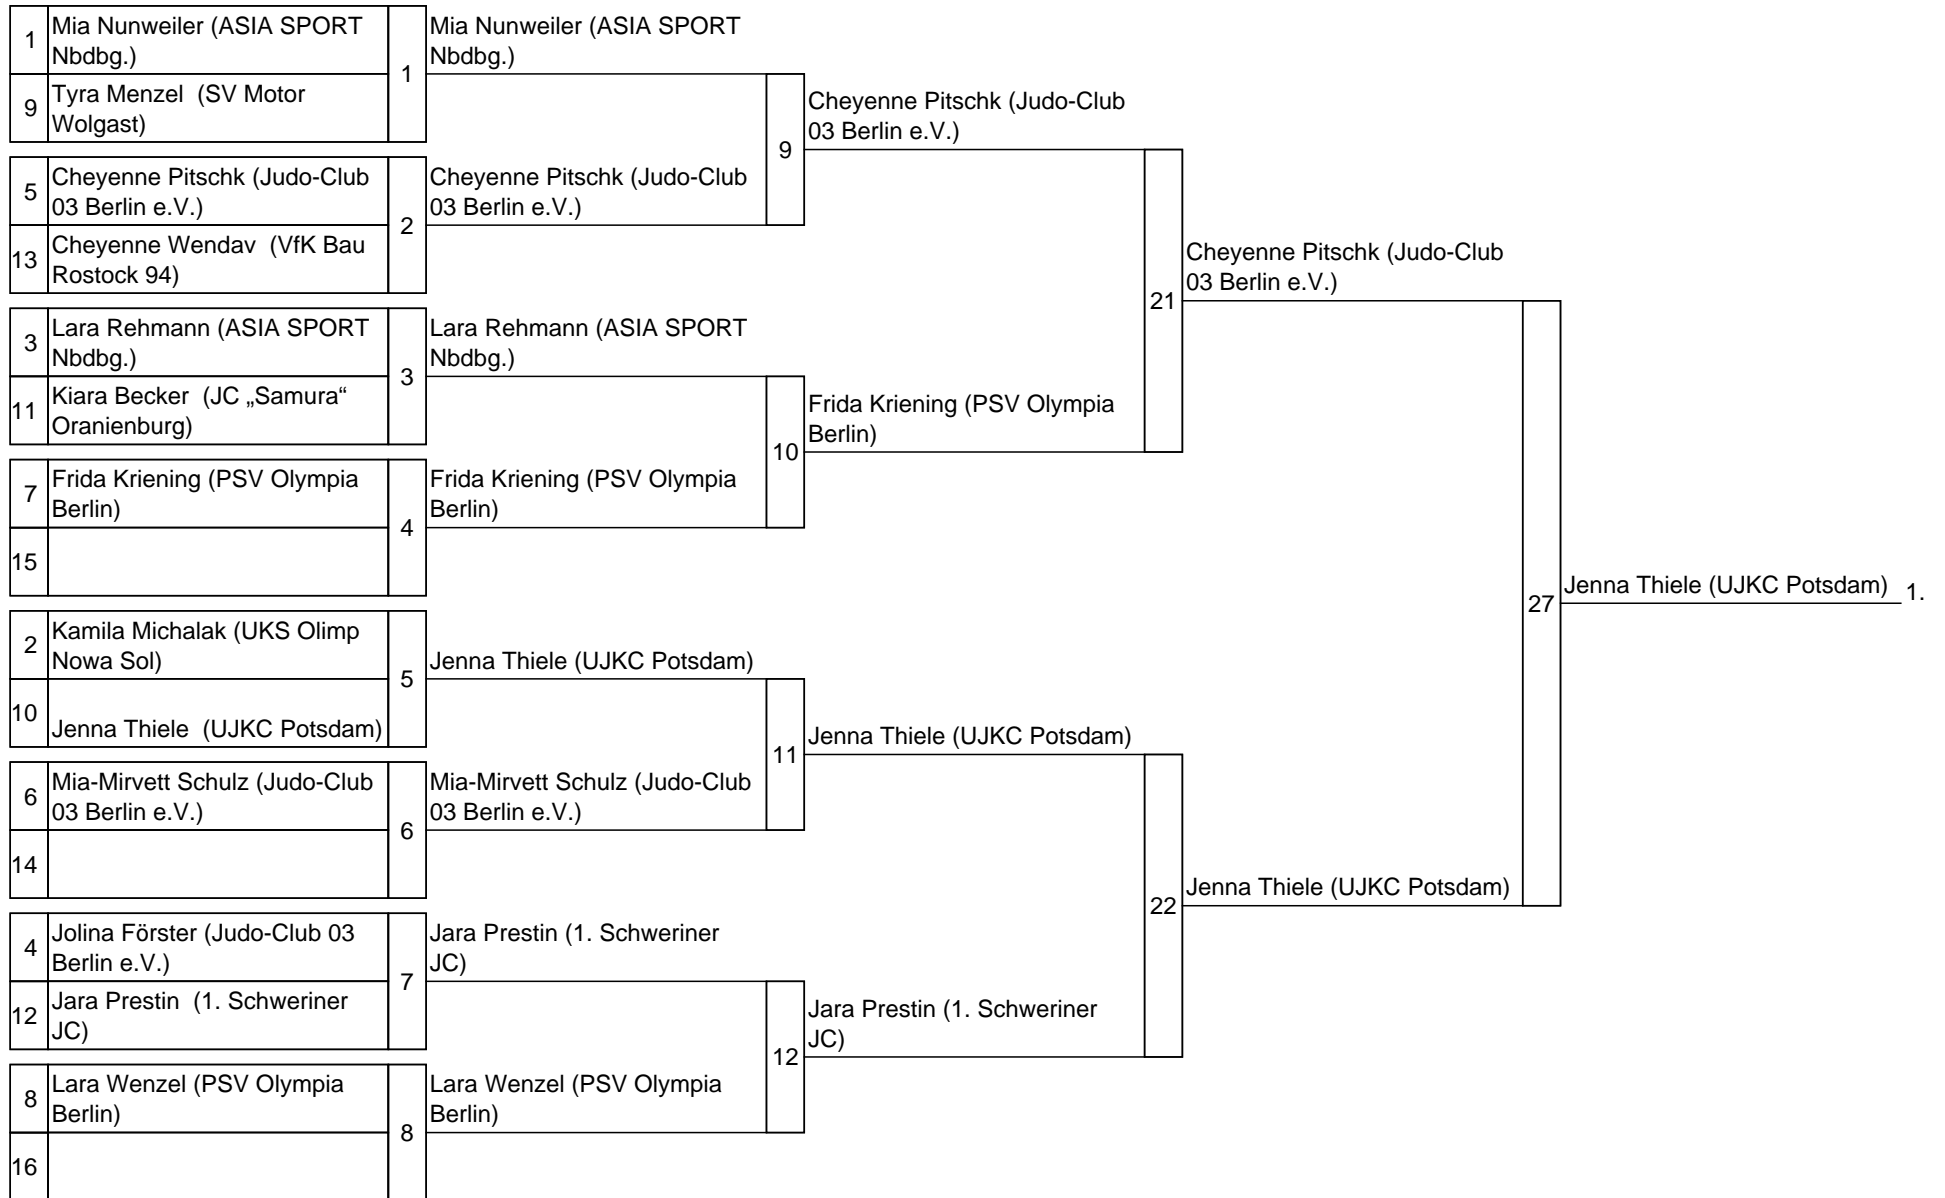 1
Mia Nunweiler (ASIA SPORT
Nbdbg.)
9
Tyra Menzel  (SV Motor
Wolgast)
1
5
Cheyenne Pitschk (Judo-Club
03 Berlin e.V.)
13
Cheyenne Wendav  (VfK Bau
Rostock 94)
2
3
Lara Rehmann (ASIA SPORT
Nbdbg.)
11
Kiara Becker  (JC „Samura“
Oranienburg)
3
7
Frida Kriening (PSV Olympia
Berlin)
15
4
2
Kamila Michalak (UKS Olimp
Nowa Sol)
10
Jenna Thiele  (UJKC Potsdam)
5
6
Mia-Mirvett Schulz (Judo-Club
03 Berlin e.V.)
14
6
4
Jolina Förster (Judo-Club 03
Berlin e.V.)
12
Jara Prestin  (1. Schweriner
JC)
7
8
Lara Wenzel (PSV Olympia
Berlin)
16
8
Mia Nunweiler (ASIA SPORT
Nbdbg.)
Cheyenne Pitschk (Judo-Club
03 Berlin e.V.)
9
Lara Rehmann (ASIA SPORT
Nbdbg.)
Frida Kriening (PSV Olympia
Berlin)
10
Jenna Thiele (UJKC Potsdam)
Mia-Mirvett Schulz (Judo-Club
03 Berlin e.V.)
11
Jara Prestin (1. Schweriner
JC)
Lara Wenzel (PSV Olympia
Berlin)
12
Cheyenne Pitschk (Judo-Club
03 Berlin e.V.)
Frida Kriening (PSV Olympia
Berlin)
21
Jenna Thiele (UJKC Potsdam)
Jara Prestin (1. Schweriner
JC)
22
Cheyenne Pitschk (Judo-Club
03 Berlin e.V.)
Jenna Thiele (UJKC Potsdam)
27
Jenna Thiele (UJKC Potsdam)
1.